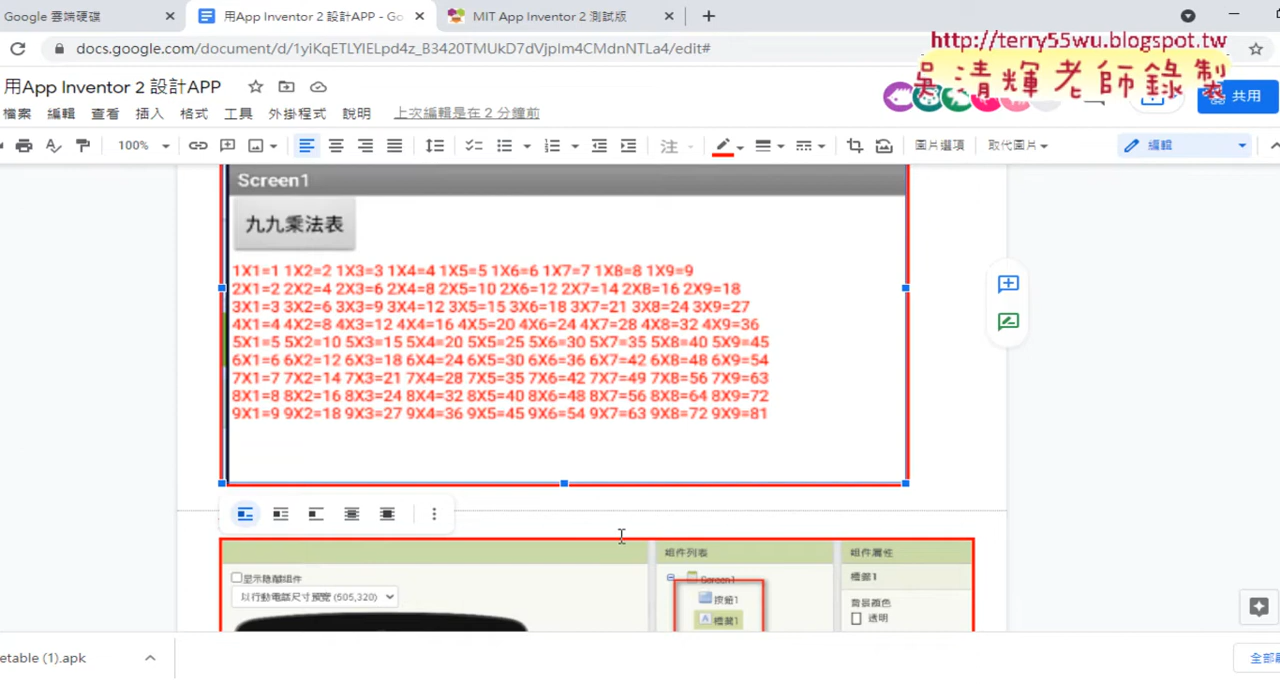 Google 雲端硬碟
用App Inventor 2 設計APP - Go
MIT App Inventor 2 測試版
docs.google.com/document/d/1yiKqETLYIELpd4z_B3420TMUkD7dVjpIm4CMdnNTLa4/edit#
http://terry55wu.blogspot.tw
吳清輝老師錄製
用App Inventor 2 設計APP
共用
檔案 編輯 查看 插入 格式 工具 外掛程式 說明 上次編輯是在 2 分鐘前
100% 注 圖片選項 取代圖片 編輯
Screen1
九九乘法表
1X1=1 1X2=2 1X3=3 1X4=4 1X5=5 1X6=6 1X7=7 1X8=8 1X9=9
2X1=2 2X2=4 2X3=6 2X4=8 2X5=10 2X6=12 2X7=14 2X8=16 2X9=18
3X1=3 3X2=6 3X3=9 3X4=12 3X5=15 3X6=18 3X7=21 3X8=24 3X9=27
4X1=4 4X2=8 4X3=12 4X4=16 4X5=20 4X6=24 4X7=28 4X8=32 4X9=36
5X1=5 5X2=10 5X3=15 5X4=20 5X5=25 5X6=30 5X7=35 5X8=40 5X9=45
6X1=6 6X2=12 6X3=18 6X4=24 6X5=30 6X6=36 6X7=42 6X8=48 6X9=54
7X1=7 7X2=14 7X3=21 7X4=28 7X5=35 7X6=42 7X7=49 7X8=56 7X9=63
8X1=8 8X2=16 8X3=24 8X4=32 8X5=40 8X6=48 8X7=56 8X8=64 8X9=72
9X1=9 9X2=18 9X3=27 9X4=36 9X5=45 9X6=54 9X7=63 9X8=72 9X9=81
組件列表
組件屬性
顯示隱藏組件
Screen1
標籤1
以行動電話尺寸預覽 (505,320)
按鈕1
背景顏色
標籤1
透明
etable (1).apk
全部